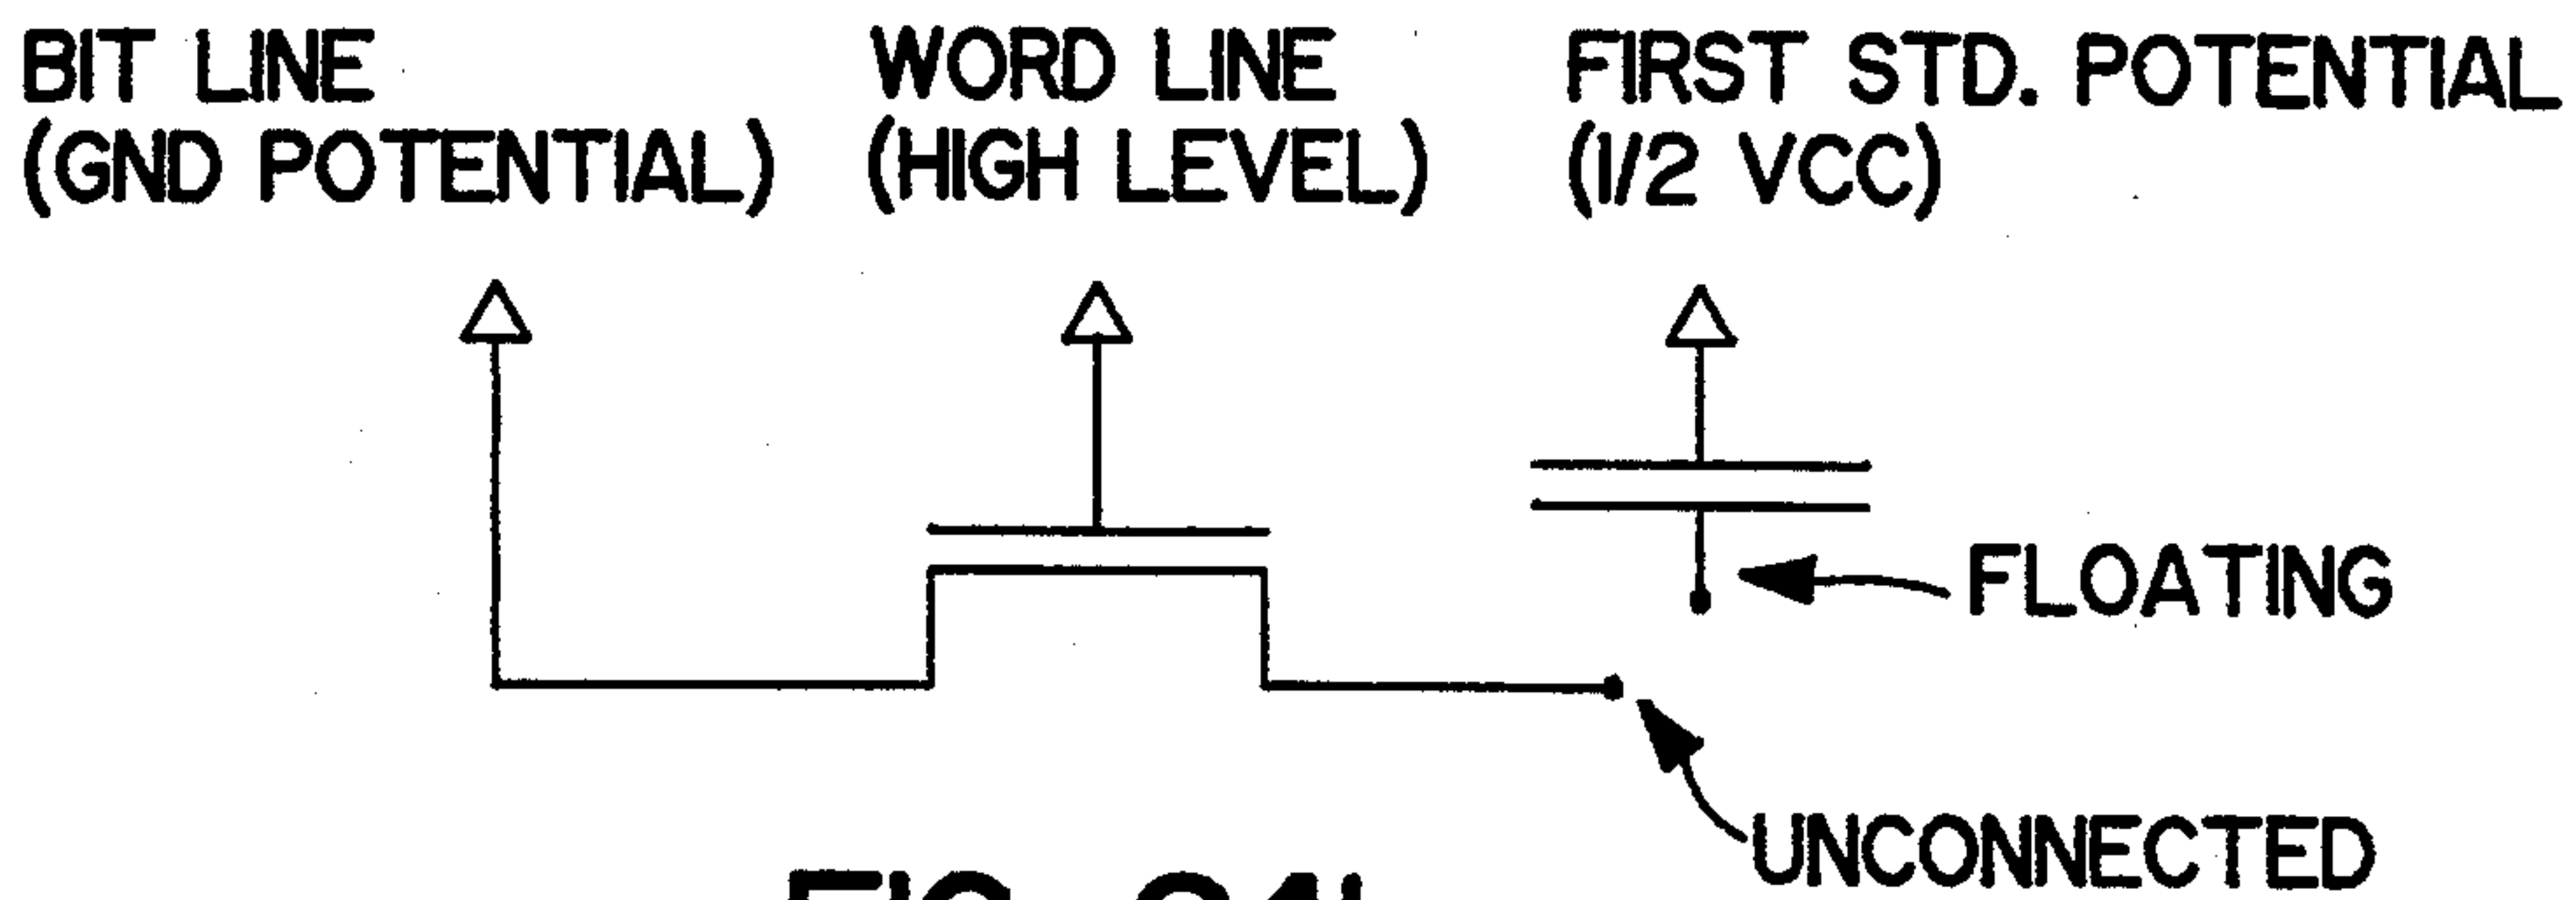 BIT LINE
(GND POTENTIAL)
WORD LINE
(HIGH LEVEL)
FIRST STD. POTENTIAL
(1/2 VCC)
FLOATING
UNCONNECTED